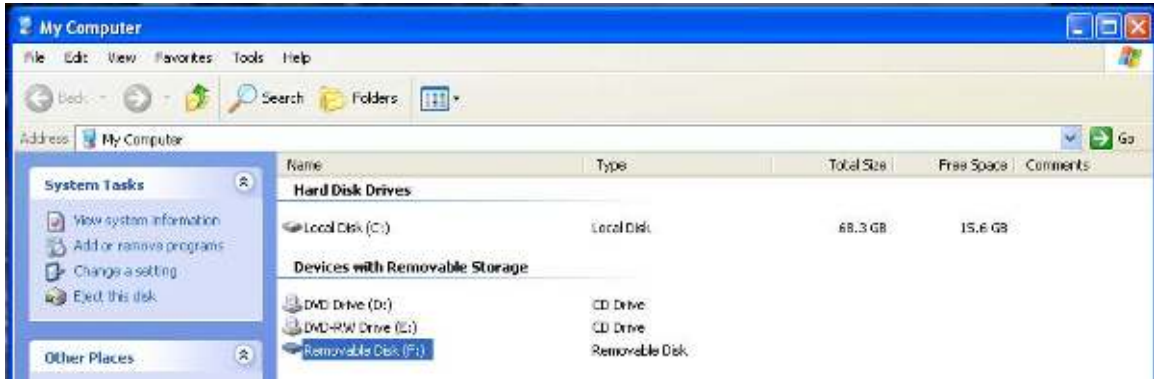 My Computer
File Edit View Favorites Tools Help
Back Search Folders
Address My Computer Go
Name Type Total Size Free Space Comments
System Tasks
Hard Disk Drives
View system information
Local Disk (C:) Local Disk 68.3 GB 15.6 GB
Add or remove programs
Change a setting
Devices with Removable Storage
Eject this disk
DVD Drive (D:) CD Drive
DVD-RW Drive (E:) CD Drive
Other Places
Removable Disk (F:) Removable Disk